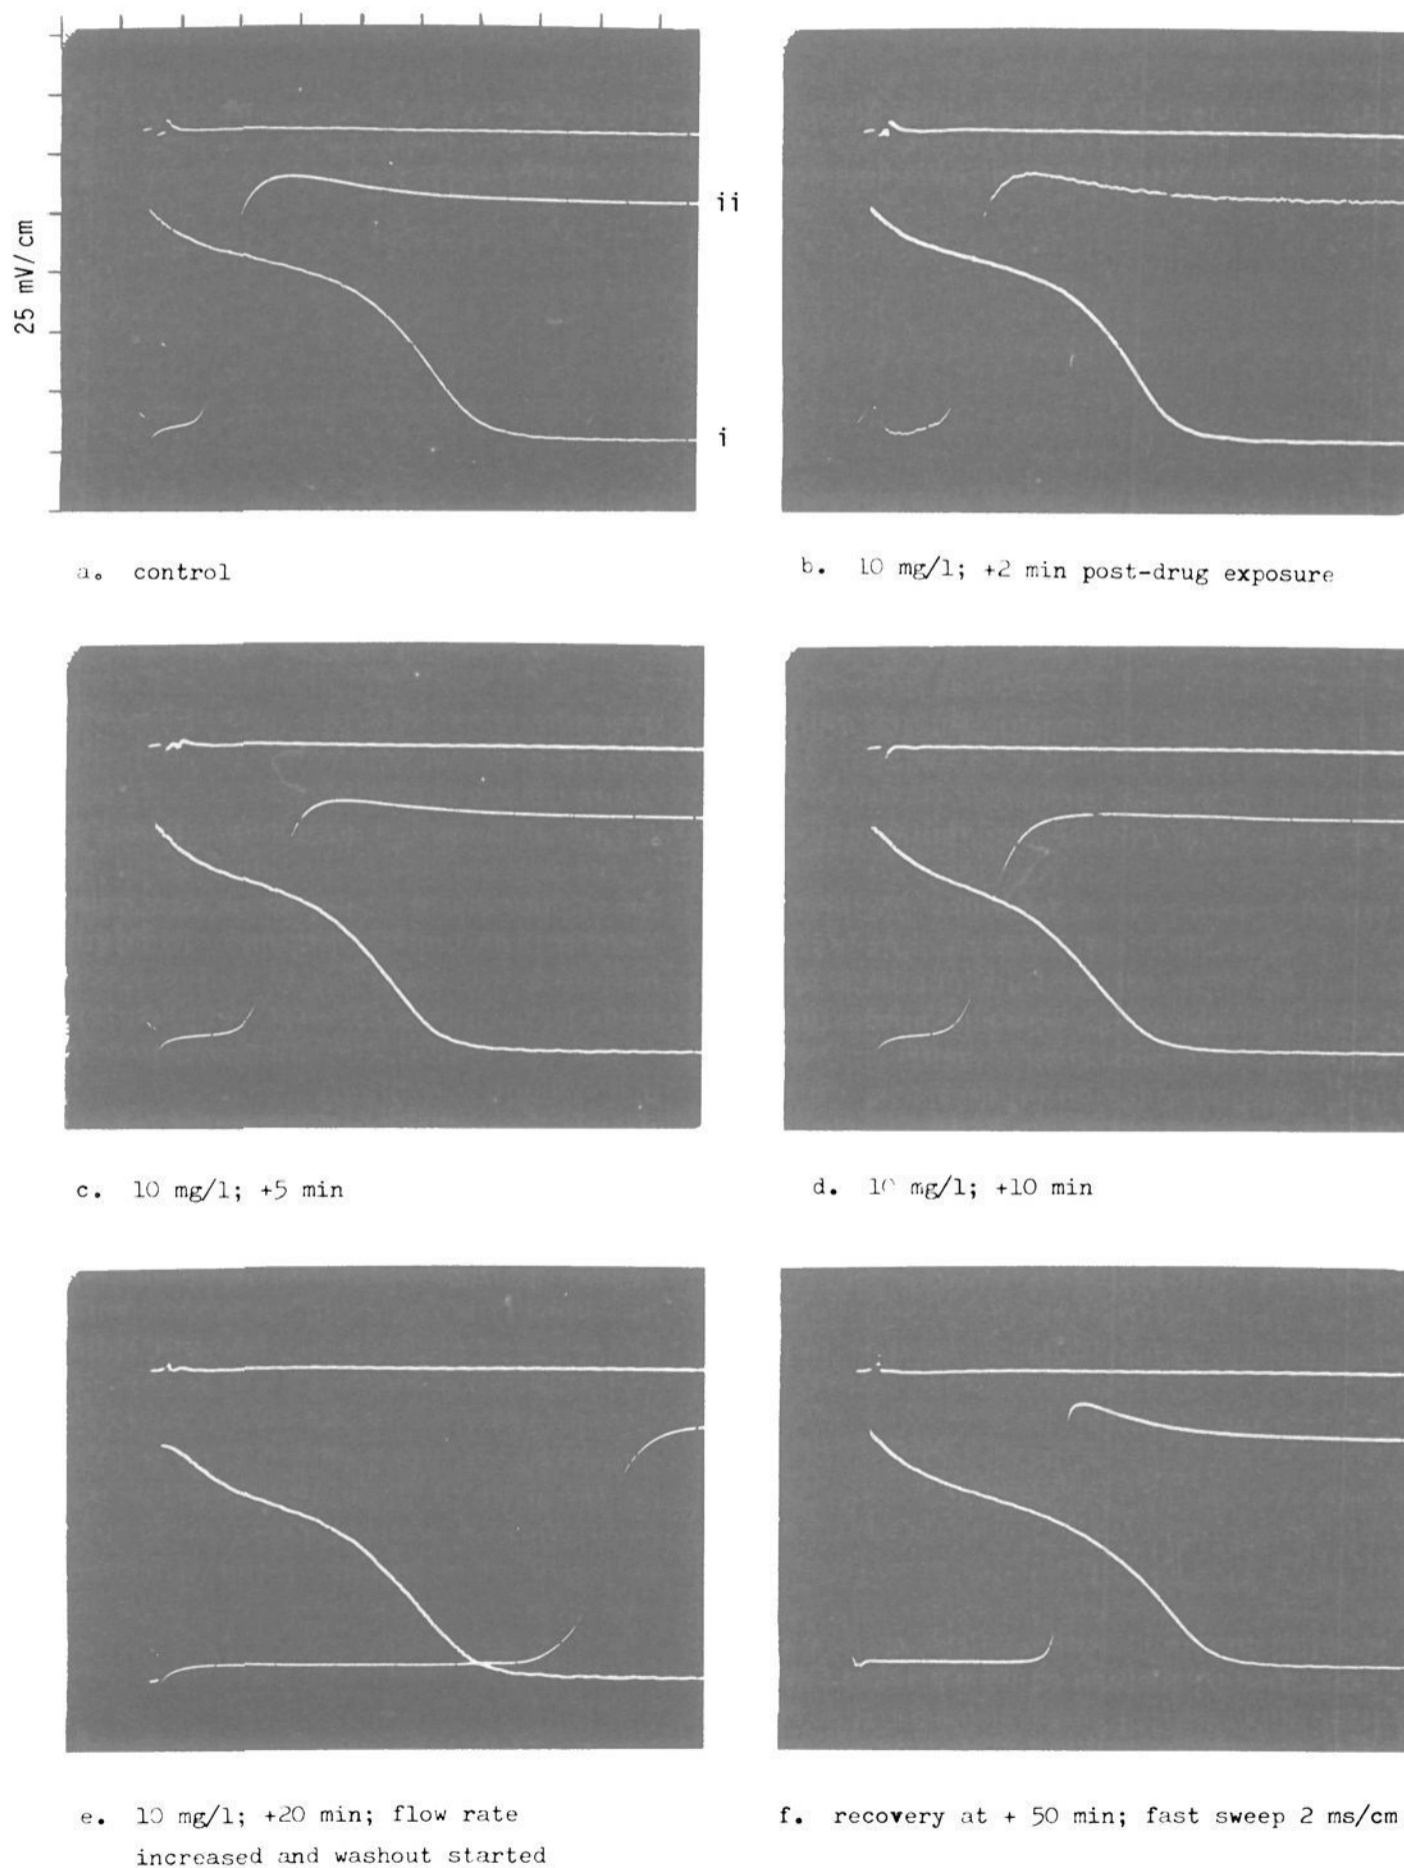 25 mV/cm
ii
i
a. control
b. 10 mg/l; +2 min post-drug exposure
c. 10 mg/l; +5 min
d. 10 mg/l; +10 min
e. 10 mg/l; +20 min; flow rate
increased and washout started
f. recovery at + 50 min; fast sweep 2 ms/cm